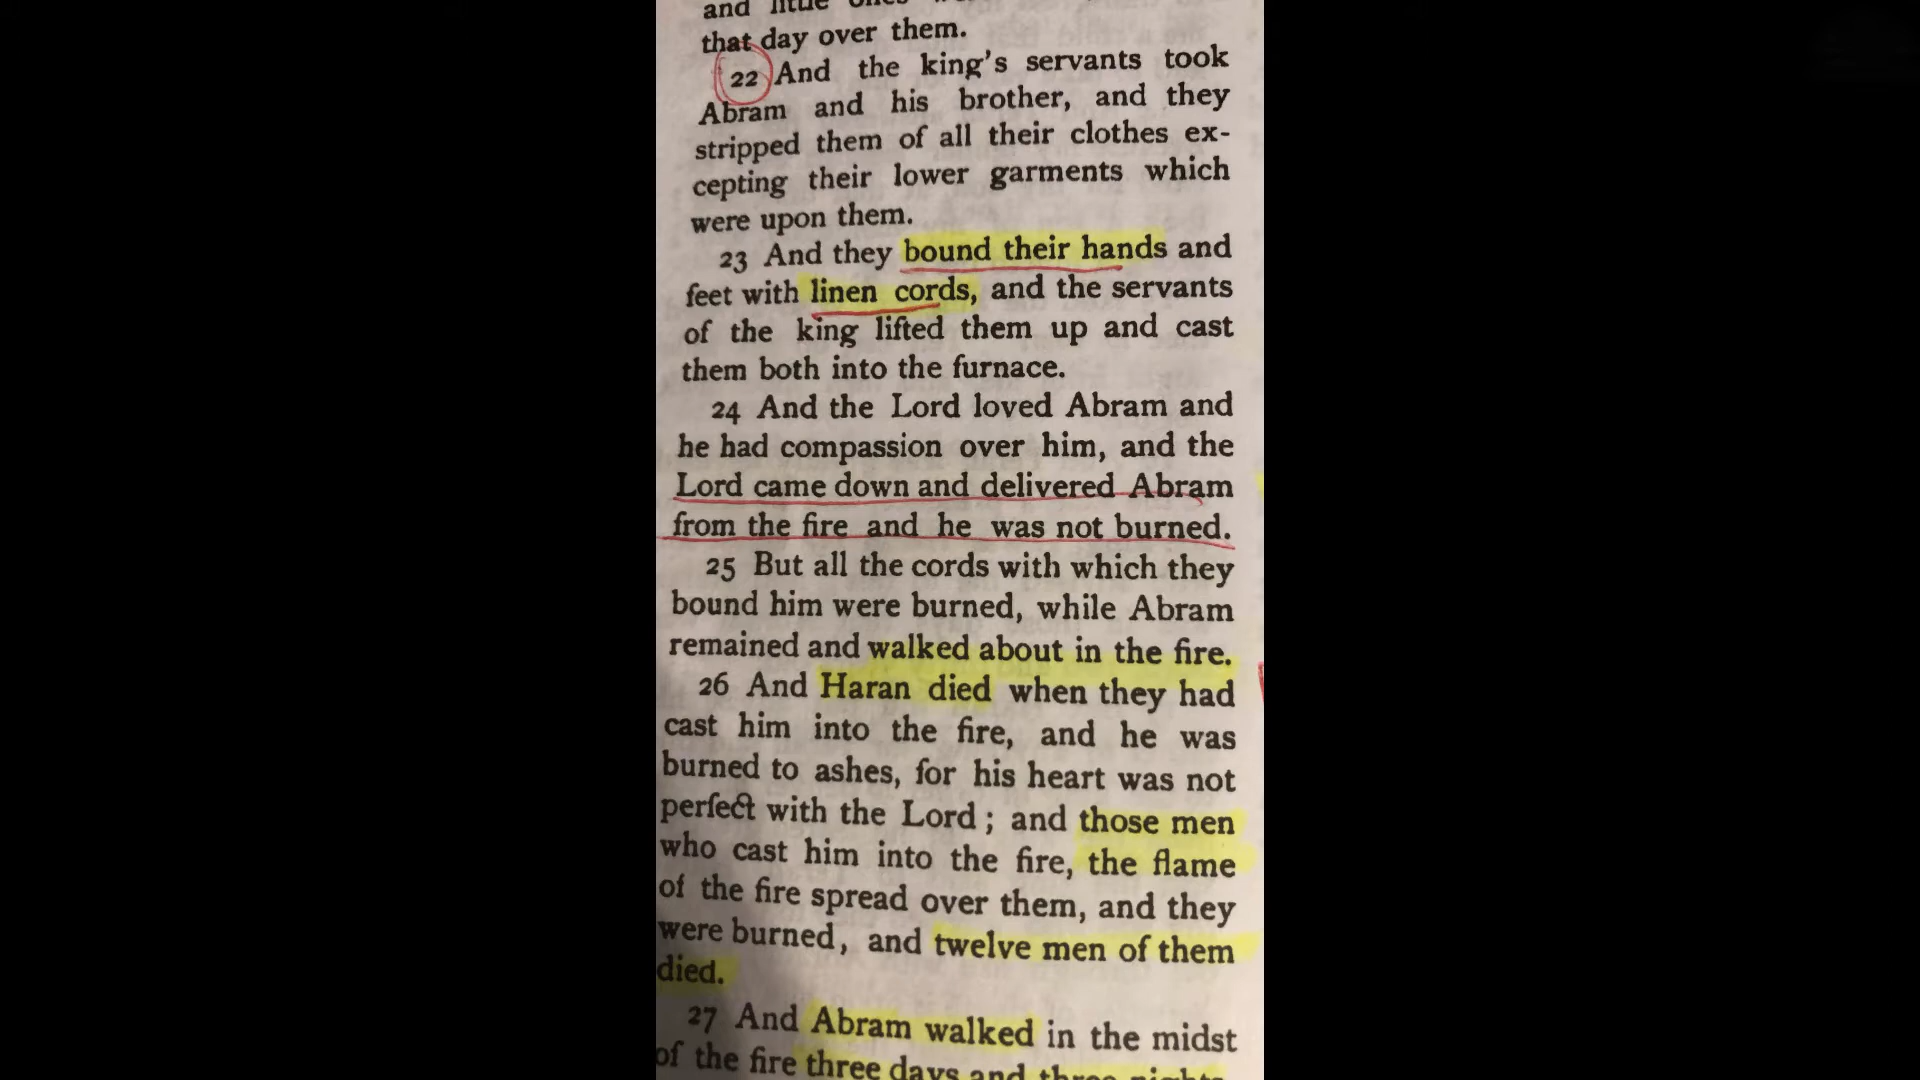 and little ones
that day over them.
22 And the king's servants took
Abram and his brother, and they
stripped them of all their clothes ex-
cepting their lower garments which
were upon them.
23 And they bound their hands and
feet with linen cords, and the servants
of the king lifted them up and cast
them both into the furnace.
24 And the Lord loved Abram and
he had compassion over him, and the
Lord came down and delivered Abram
from the fire and he was not burned.
25 But all the cords with which they
bound him were burned, while Abram
remained and walked about in the fire.
26 And Haran died when they had
cast him into the fire, and he was
burned to ashes, for his heart was not
perfect with the Lord; and those men
who cast him into the fire, the flame
of the fire spread over them, and they
were burned, and twelve men of them
died.
27 And Abram walked in the midst
of the fire three days and three nights